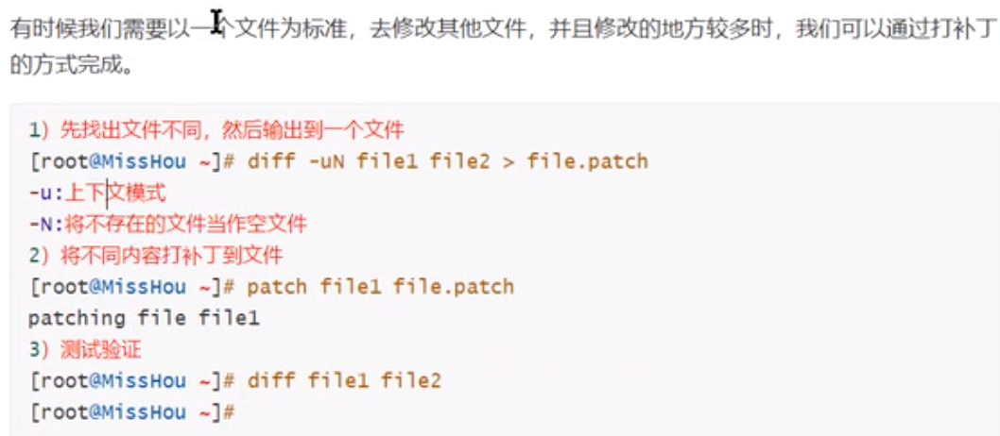 有时候我们需要以一个文件为标准，去修改其他文件，并且修改的地方较多时，我们可以通过打补丁
的方式完成。
1）先找出文件不同，然后输出到一个文件
[root@MissHou ~]# diff -uN file1 file2 > file.patch
-u:上下文模式
-N:将不存在的文件当作空文件
2）将不同内容打补丁到文件
[root@MissHou ~]# patch file1 file.patch
patching file file1
3）测试验证
[root@MissHou ~]# diff file1 file2
[root@MissHou ~]#